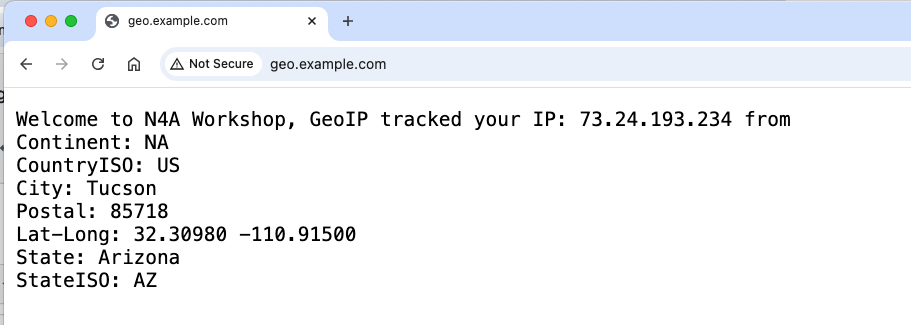 geo.example.com
Not Secure geo.example.com
Welcome to N4A Workshop, GeoIP tracked your IP: 73.24.193.234 from
Continent: NA
CountryISO: US
City: Tucson
Postal: 85718
Lat-Long: 32.30980 -110.91500
State: Arizona
StateISO: AZ